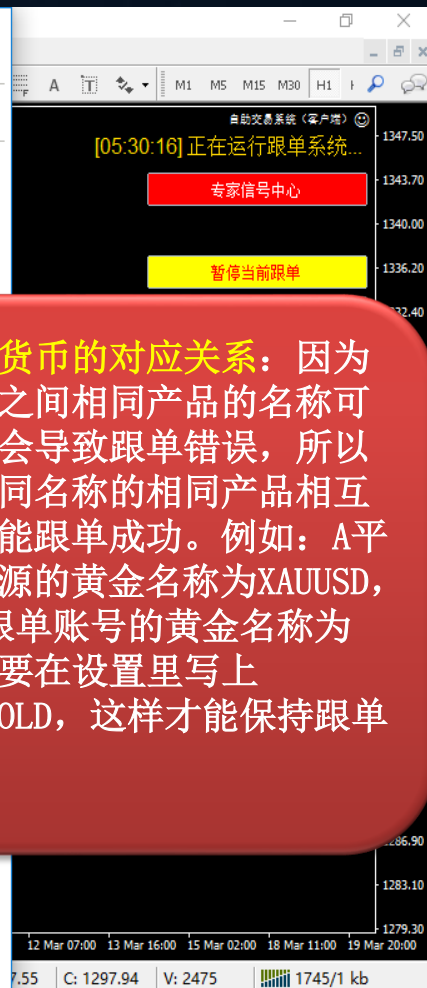 A T M1 M5 M15 M30 H1
自助交易系统（客户端）
1347.50
[05:30:16] 正在运行跟单系统...
专家信号中心
1343.70
1340.00
暂停当前跟单
1336.20
货币的对应关系：因为
之间相同产品的名称可
会导致跟单错误，所以
同名称的相同产品相互
能跟单成功。例如：A平
源的黄金名称为XAUUSD，
跟单账号的黄金名称为
要在设置里写上
OLD，这样才能保持跟单
1283.10
1279.30
12 Mar 07:00 13 Mar 16:00 15 Mar 02:00 18 Mar 11:00 19 Mar 20:00
7.55 C: 1297.94 V: 2475 1745/1 kb